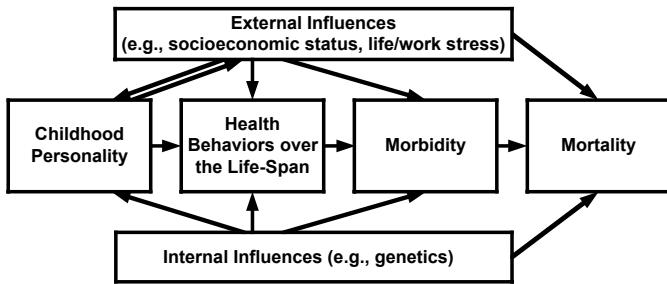 External Influences
(e.g., socioeconomic status, life/work stress)
Childhood
Personality
Health
Behaviors over
the Life-Span
Morbidity
Mortality
Internal Influences (e.g., genetics)